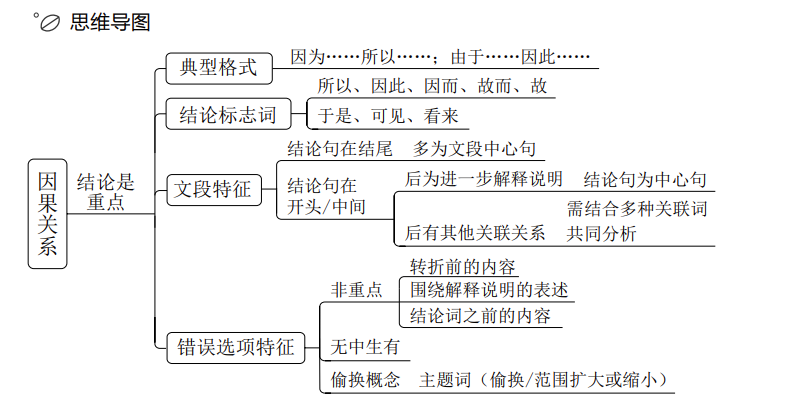 思维导图
因果关系
结论是
重点
典型格式
因为……所以……；由于……因此……
结论标志词
所以、因此、因而、故而、故
于是、可见、看来
文段特征
结论句在结尾 多为文段中心句
结论句在
开头/中间
后为进一步解释说明 结论句为中心句
后有其他关联关系
需结合多种关联词
共同分析
错误选项特征
非重点
转折前的内容
围绕解释说明的表述
结论词之前的内容
无中生有
偷换概念 主题词（偷换/范围扩大或缩小）